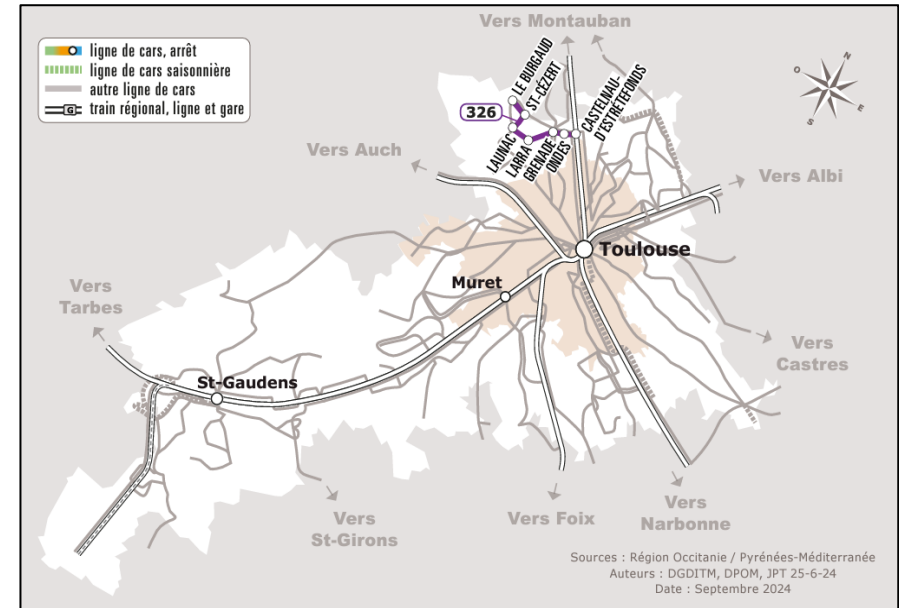 Vers Montauban
ligne de cars, arrêt
ligne de cars saisonnière
autre ligne de cars
G
train régional, ligne et gare
LE BURGAUD
ST-CÉZERT
326
LAUNAC
LARRA
GRENADE
ONDES
CASTELNAU-
D'ESTRÉTEFONDS
N
O
E
S
Vers Auch
Vers Albi
Toulouse
Muret
Vers
Tarbes
Vers
Castres
St-Gaudens
Vers
St-Girons
Vers Foix
Vers
Narbonne
Sources : Région Occitanie / Pyrénées-Méditerranée
Auteurs : DGDITM, DPOM, JPT 25-6-24
Date : Septembre 2024